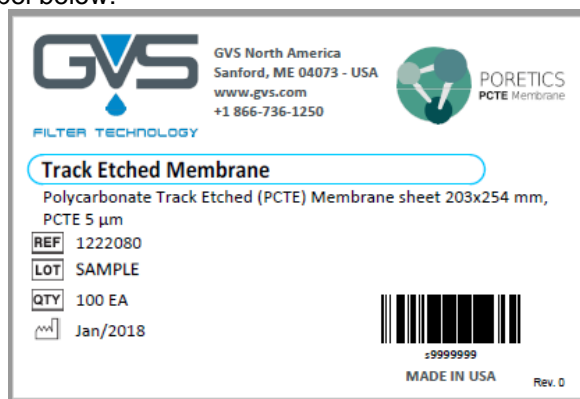 GVS
FILTER TECHNOLOGY
GVS North America
Sanford, ME 04073 - USA
www.gvs.com
+1 866-736-1250
PORETICS
PCTE Membrane
Track Etched Membrane
Polycarbonate Track Etched (PCTE) Membrane sheet 203x254 mm,
PCTE 5 µm
REF 1222080
LOT SAMPLE
QTY 100 EA
Jan/2018
s9999999
MADE IN USA
Rev. 0